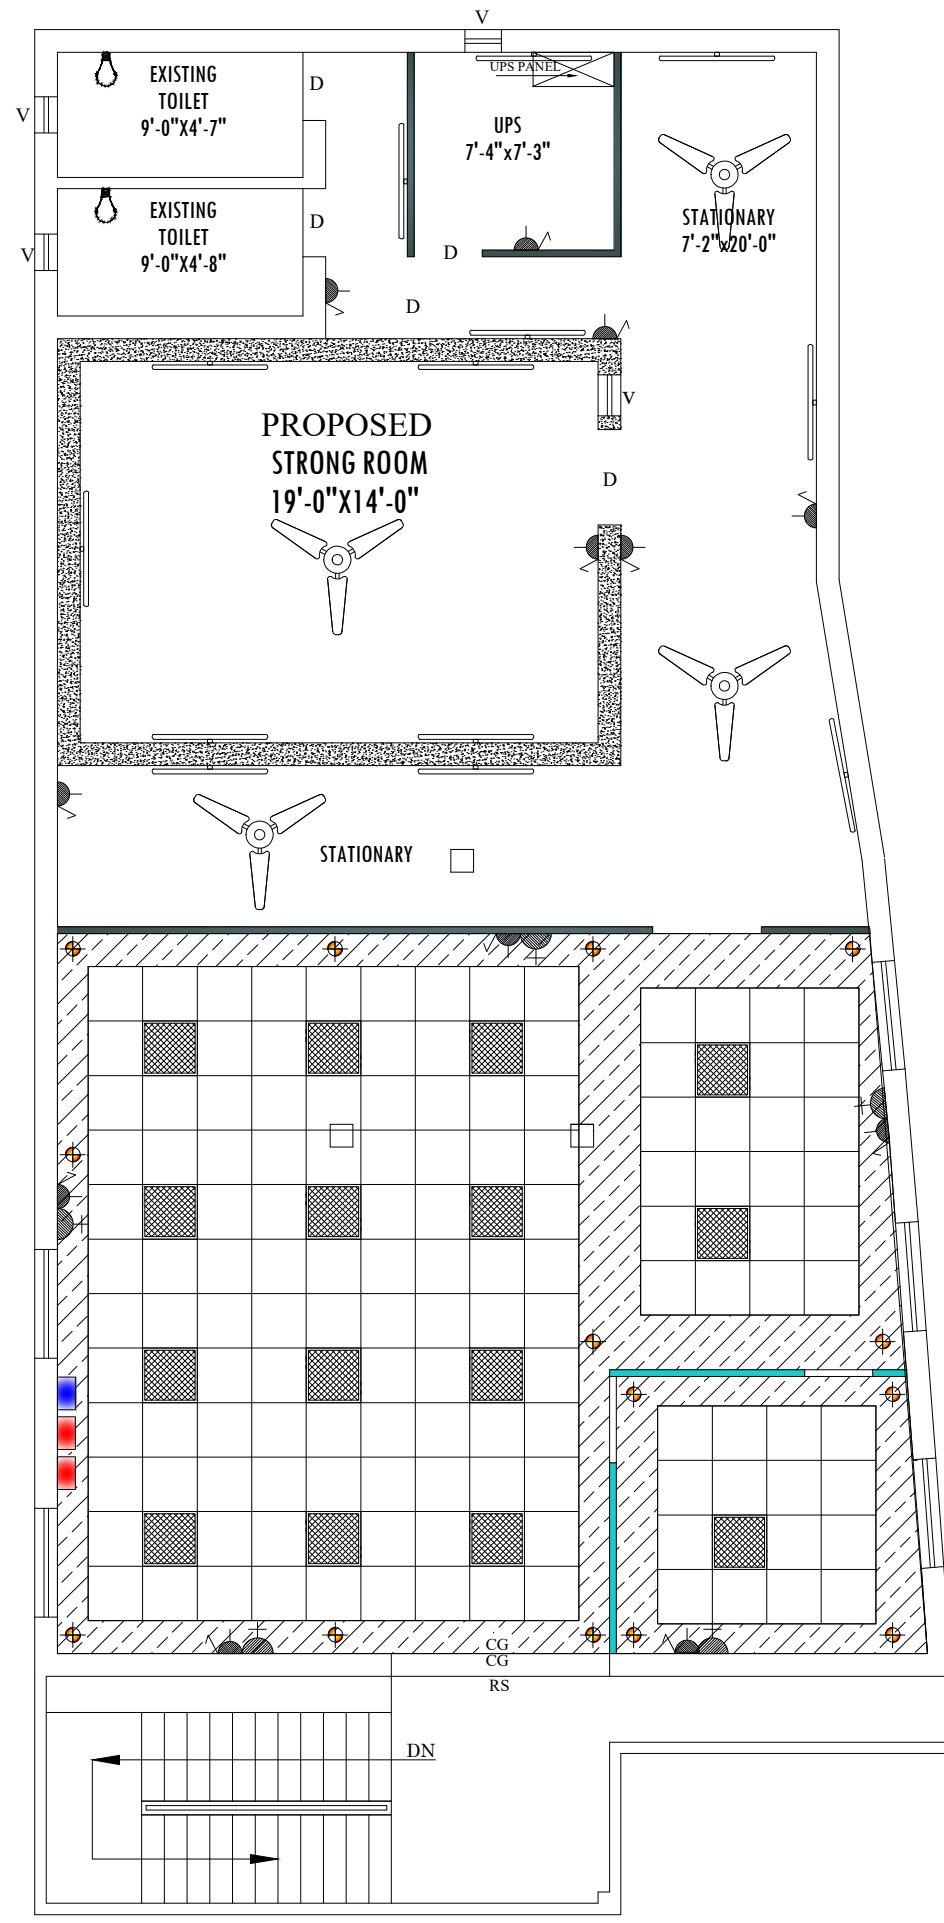 V
UPS PANEL
EXISTING
TOILET
9'-0"X4'-7"
D
V
UPS
7'-4"x7'-3"
EXISTING
TOILET
9'-0"X4'-8"
D
V
STATIONARY
7'-2"x20'-0"
D
D
V
PROPOSED
STRONG ROOM
19'-0"X14'-0"
D
STATIONARY
CG
CG
RS
DN